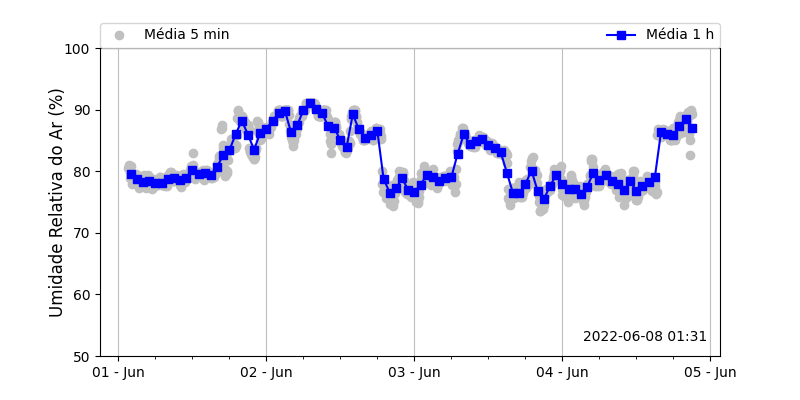 Média 5 min
Média 1 h
Umidade Relativa do Ar (%)
100
90
80
70
60
50
2022-06-08 01:31
01 - Jun
02 - Jun
03 - Jun
04 - Jun
05 - Jun